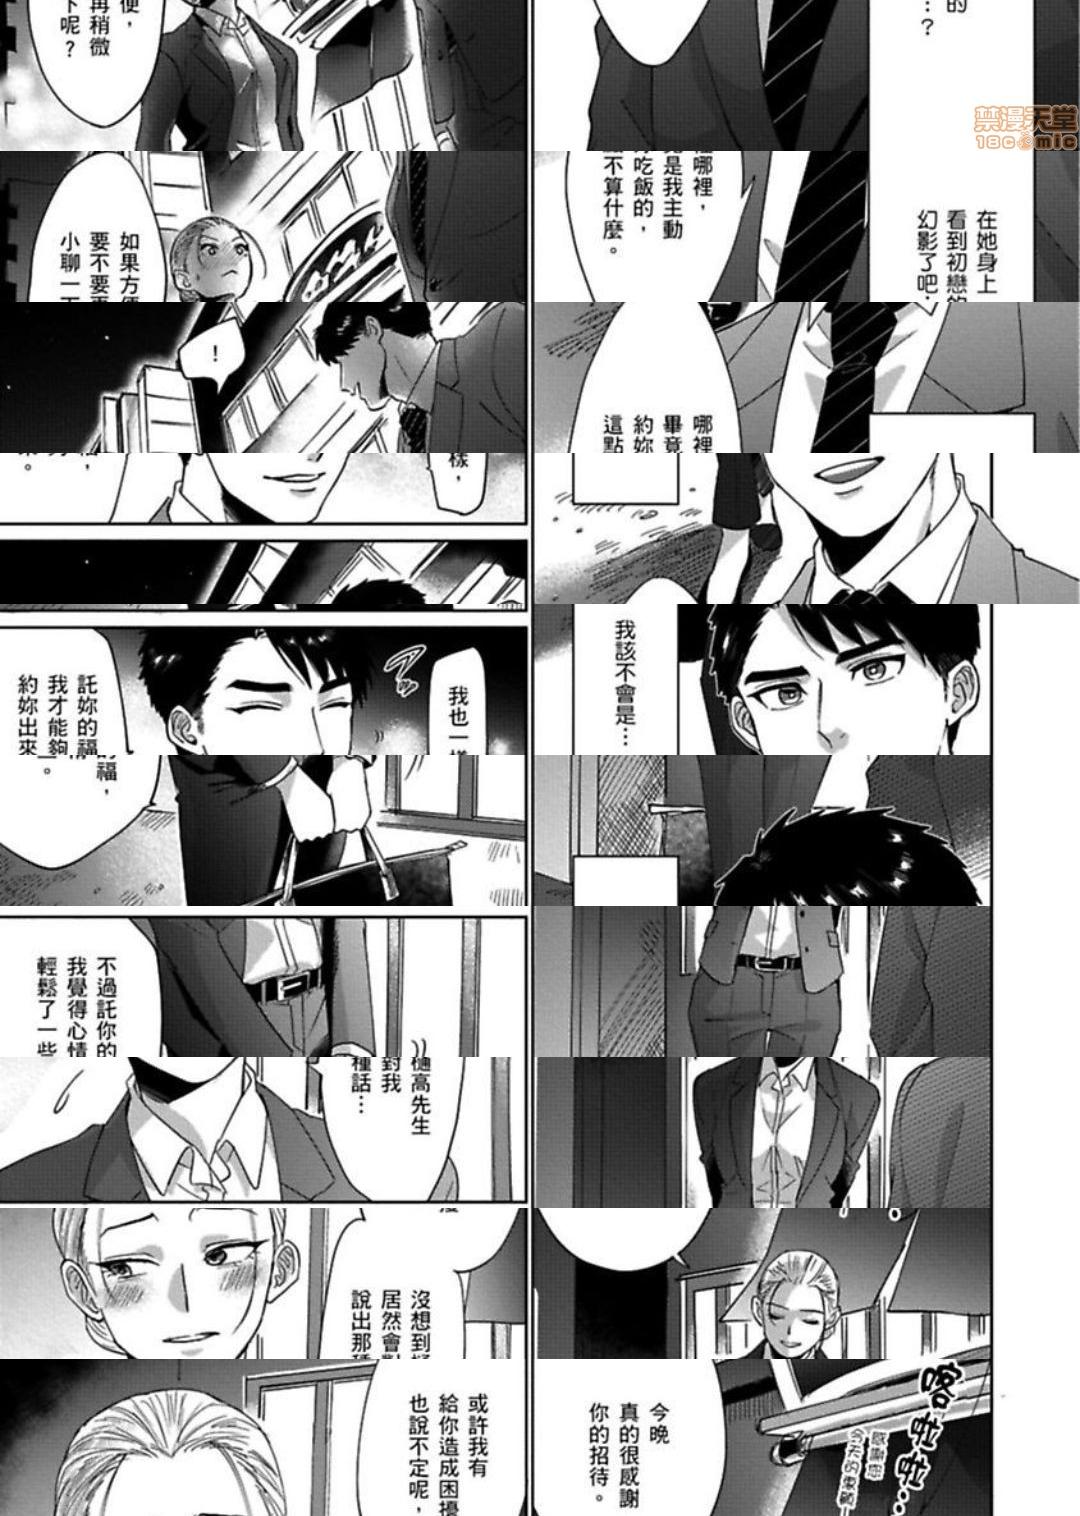 禁漫天堂
18comic
的
…？
在她身上
看到初戀的
幻影了吧，
哪裡，
是我主動
吃飯的，
不算什麼。
哪裡
畢竟
約妳
這點
我該不會是…
今晚
真的很感謝
你的招待。
喀啦啦…
便，
再稍微
下呢？
如果方便
要不要再
小聊一下
！
樣，
我也一樣
託妳的福
我才能夠
約妳出來
的福，
不過託你的
我覺得心情
輕鬆了一些
樋高先生
對我
種話…
沒想到
居然會對
說出那種
或許我有
給你造成困擾
也說不定呢，